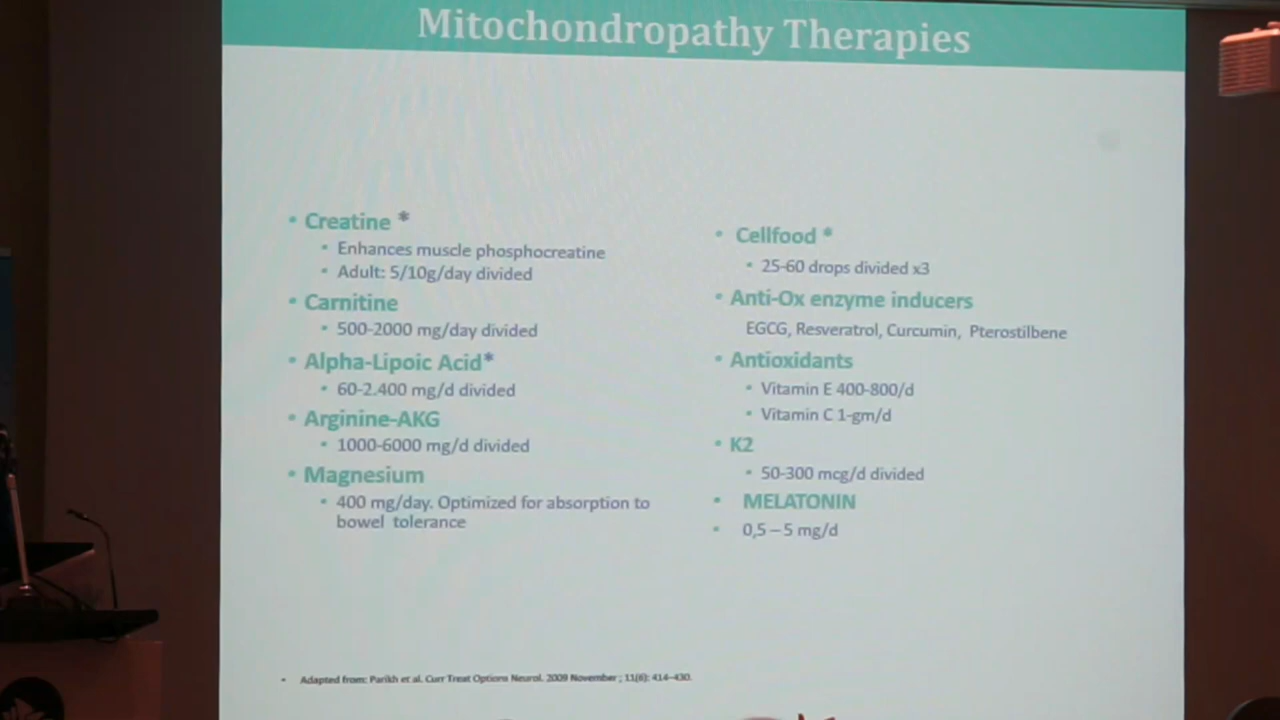 Mitochondropathy Therapies
• Creatine *
• Enhances muscle phosphocreatine
• Adult: 5/10g/day divided
• Carnitine
• 500-2000 mg/day divided
• Alpha-Lipoic Acid*
• 60-2.400 mg/d divided
• Arginine-AKG
• 1000-6000 mg/d divided
• Magnesium
• 400 mg/day. Optimized for absorption to
bowel tolerance
• Cellfood *
• 25-60 drops divided x3
• Anti-Ox enzyme inducers
EGCG, Resveratrol, Curcumin, Pterostilbene
• Antioxidants
• Vitamin E 400-800/d
• Vitamin C 1-gm/d
• K2
• 50-300 mcg/d divided
• MELATONIN
• 0,5 – 5 mg/d
• Adapted from: Parikh et al. Curr Treat Options Neurol. 2009 November ; 11(6): 414–430.